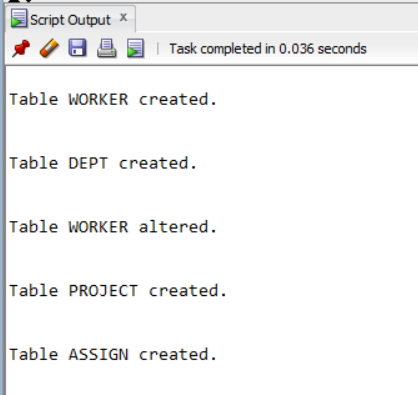 Script Output x
Task completed in 0.036 seconds
Table WORKER created.
Table DEPT created.
Table WORKER altered.
Table PROJECT created.
Table ASSIGN created.